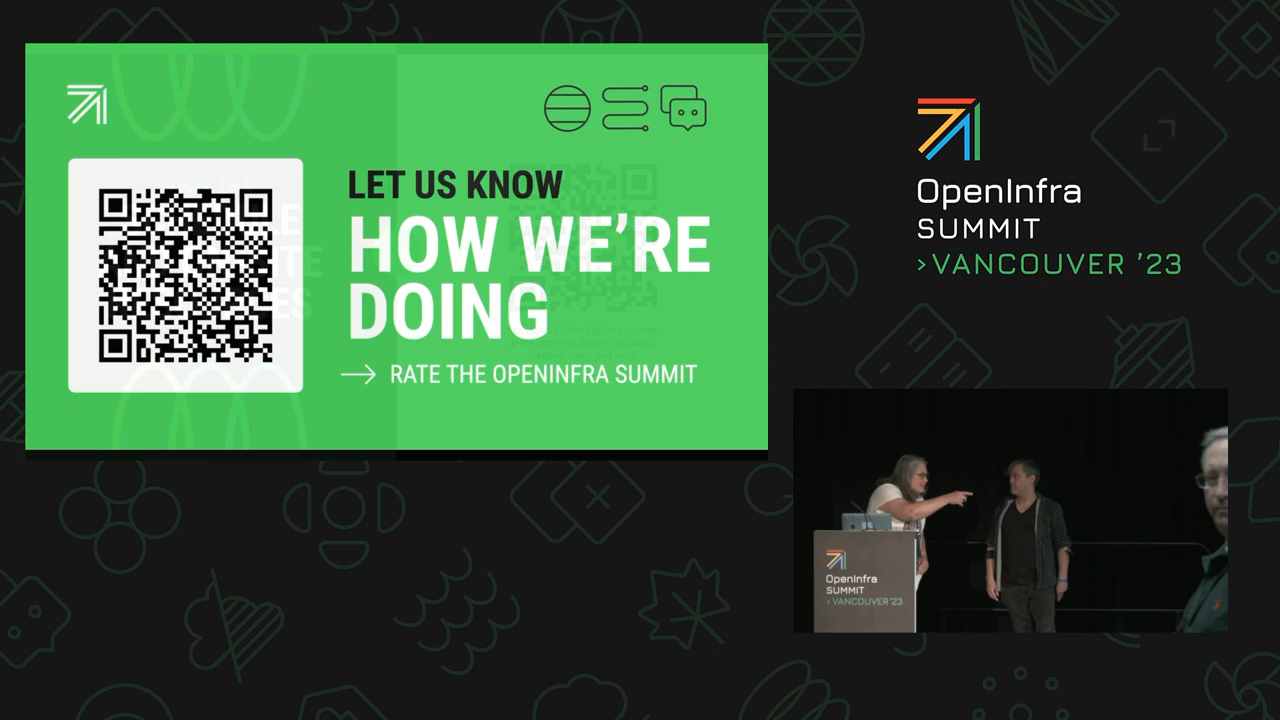 LET US KNOW
HOW WE’RE
DOING
RATE THE OPENINFRA SUMMIT
OpenInfra
SUMMIT
>VANCOUVER ’23
OpenInfra
SUMMIT
>VANCOUVER ’23